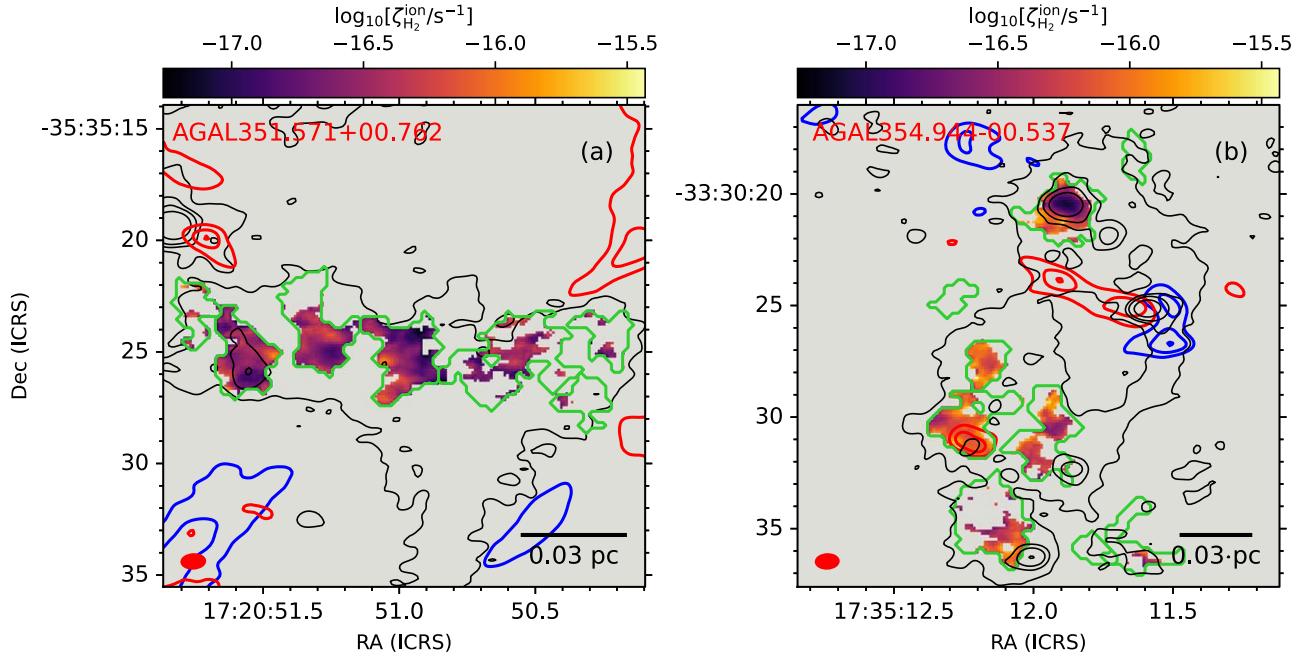 log₁₀[ζ^ion_H₂/s⁻¹]
−17.0 −16.5 −16.0 −15.5
AGAL351.571+00.762
(a)
-35:35:15
20
25
30
35
Dec (ICRS)
0.03 pc
17:20:51.5 51.0 50.5
RA (ICRS)
log₁₀[ζ^ion_H₂/s⁻¹]
−17.0 −16.5 −16.0 −15.5
AGAL354.944-00.537
(b)
-33:30:20
25
30
35
0.03 pc
17:35:12.5 12.0 11.5
RA (ICRS)